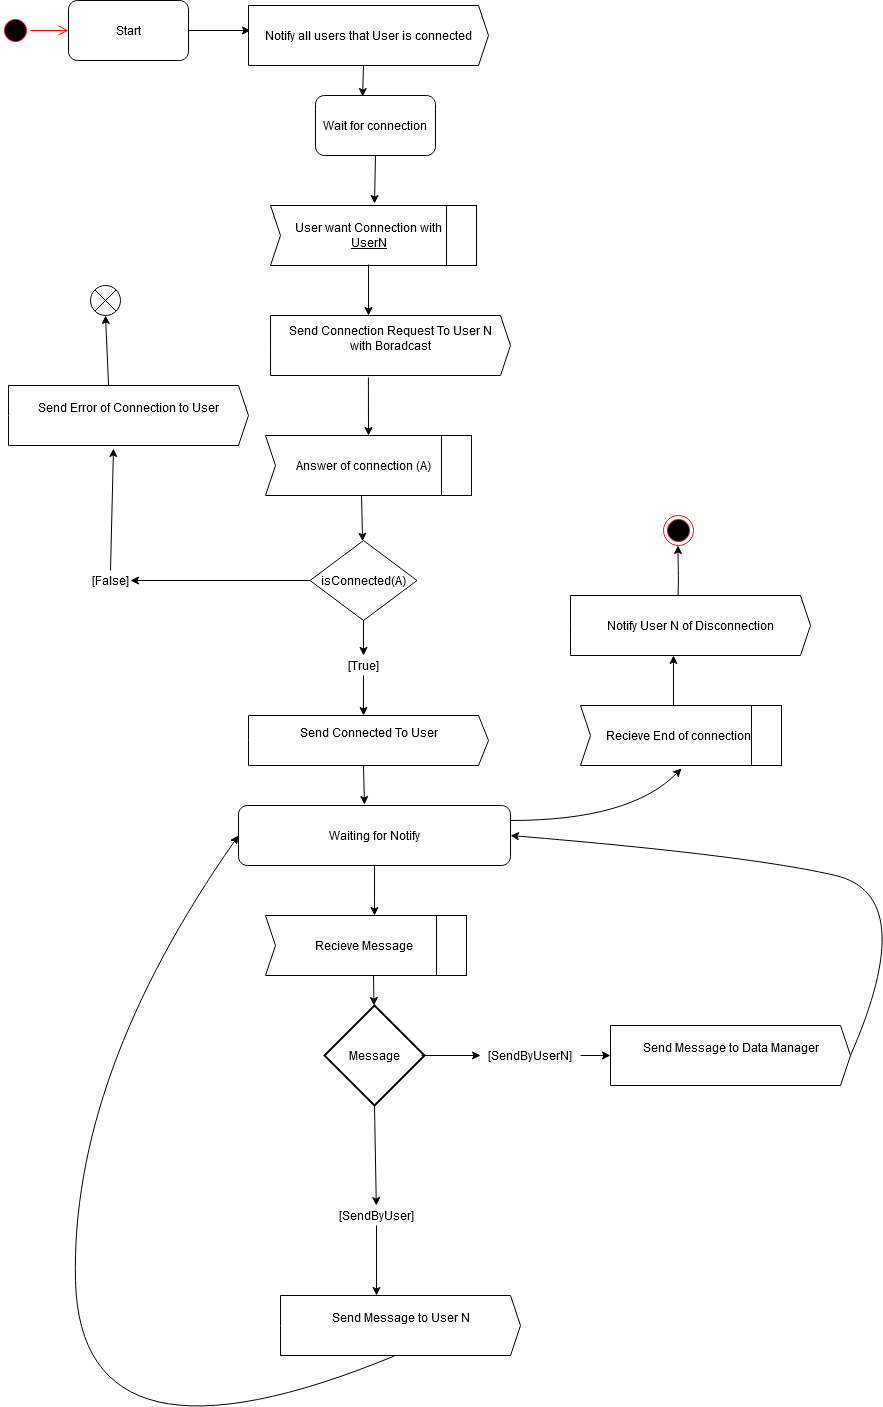 Start
Notify all users that User is connected
Wait for connection
User want Connection with
UserN
Send Connection Request To User N
with Boradcast
Send Error of Connection to User
Answer of connection (A)
isConnected(A)
[False]
[True]
Notify User N of Disconnection
Send Connected To User
Recieve End of connection
Waiting for Notify
Recieve Message
Message
[SendByUserN]
Send Message to Data Manager
[SendByUser]
Send Message to User N